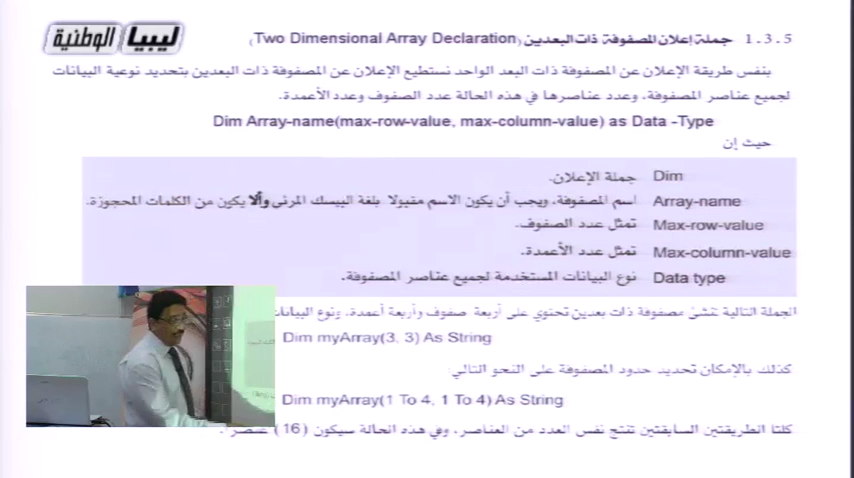 ليبيا الوطنية
1.3.5 جملة إعلان المصفوفة ذات البعدين (Two Dimensional Array Declaration)
بنفس طريقة الإعلان عن المصفوفة ذات البعد الواحد نستطيع الإعلان عن المصفوفة ذات البعدين بتحديد نوعية البيانات
لجميع عناصر المصفوفة، وعدد عناصرها في هذه الحالة عدد الصفوف وعدد الأعمدة.
Dim Array-name(max-row-value, max-column-value) as Data -Type
حيث إن
Dim جملة الإعلان.
Array-name اسم المصفوفة، ويجب أن يكون الاسم مقبولا بلغة البيسك المرئي وألا يكون من الكلمات المحجوزة.
Max-row-value تمثل عدد الصفوف.
Max-column-value تمثل عدد الأعمدة.
Data type نوع البيانات المستخدمة لجميع عناصر المصفوفة.
الجملة التالية تنشئ مصفوفة ذات بعدين تحتوي على أربعة صفوف وأربعة أعمدة، ونوع البيانات
Dim myArray(3, 3) As String
كذلك بالإمكان تحديد حدود المصفوفة على النحو التالي:
Dim myArray(1 To 4, 1 To 4) As String
كلتا الطريقتين السابقتين تنتج نفس العدد من العناصر، وفي هذه الحالة سيكون (16) عنصرا.